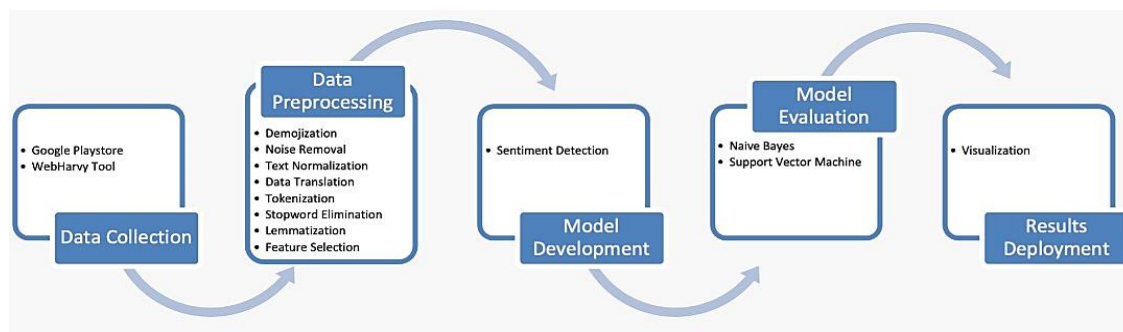 Google Playstore
WebHarvy Tool
Data Collection
Data
Preprocessing
Demojization
Noise Removal
Text Normalization
Data Translation
Tokenization
Stopword Elimination
Lemmatization
Feature Selection
Sentiment Detection
Model
Development
Model
Evaluation
Naive Bayes
Support Vector Machine
Visualization
Results
Deployment